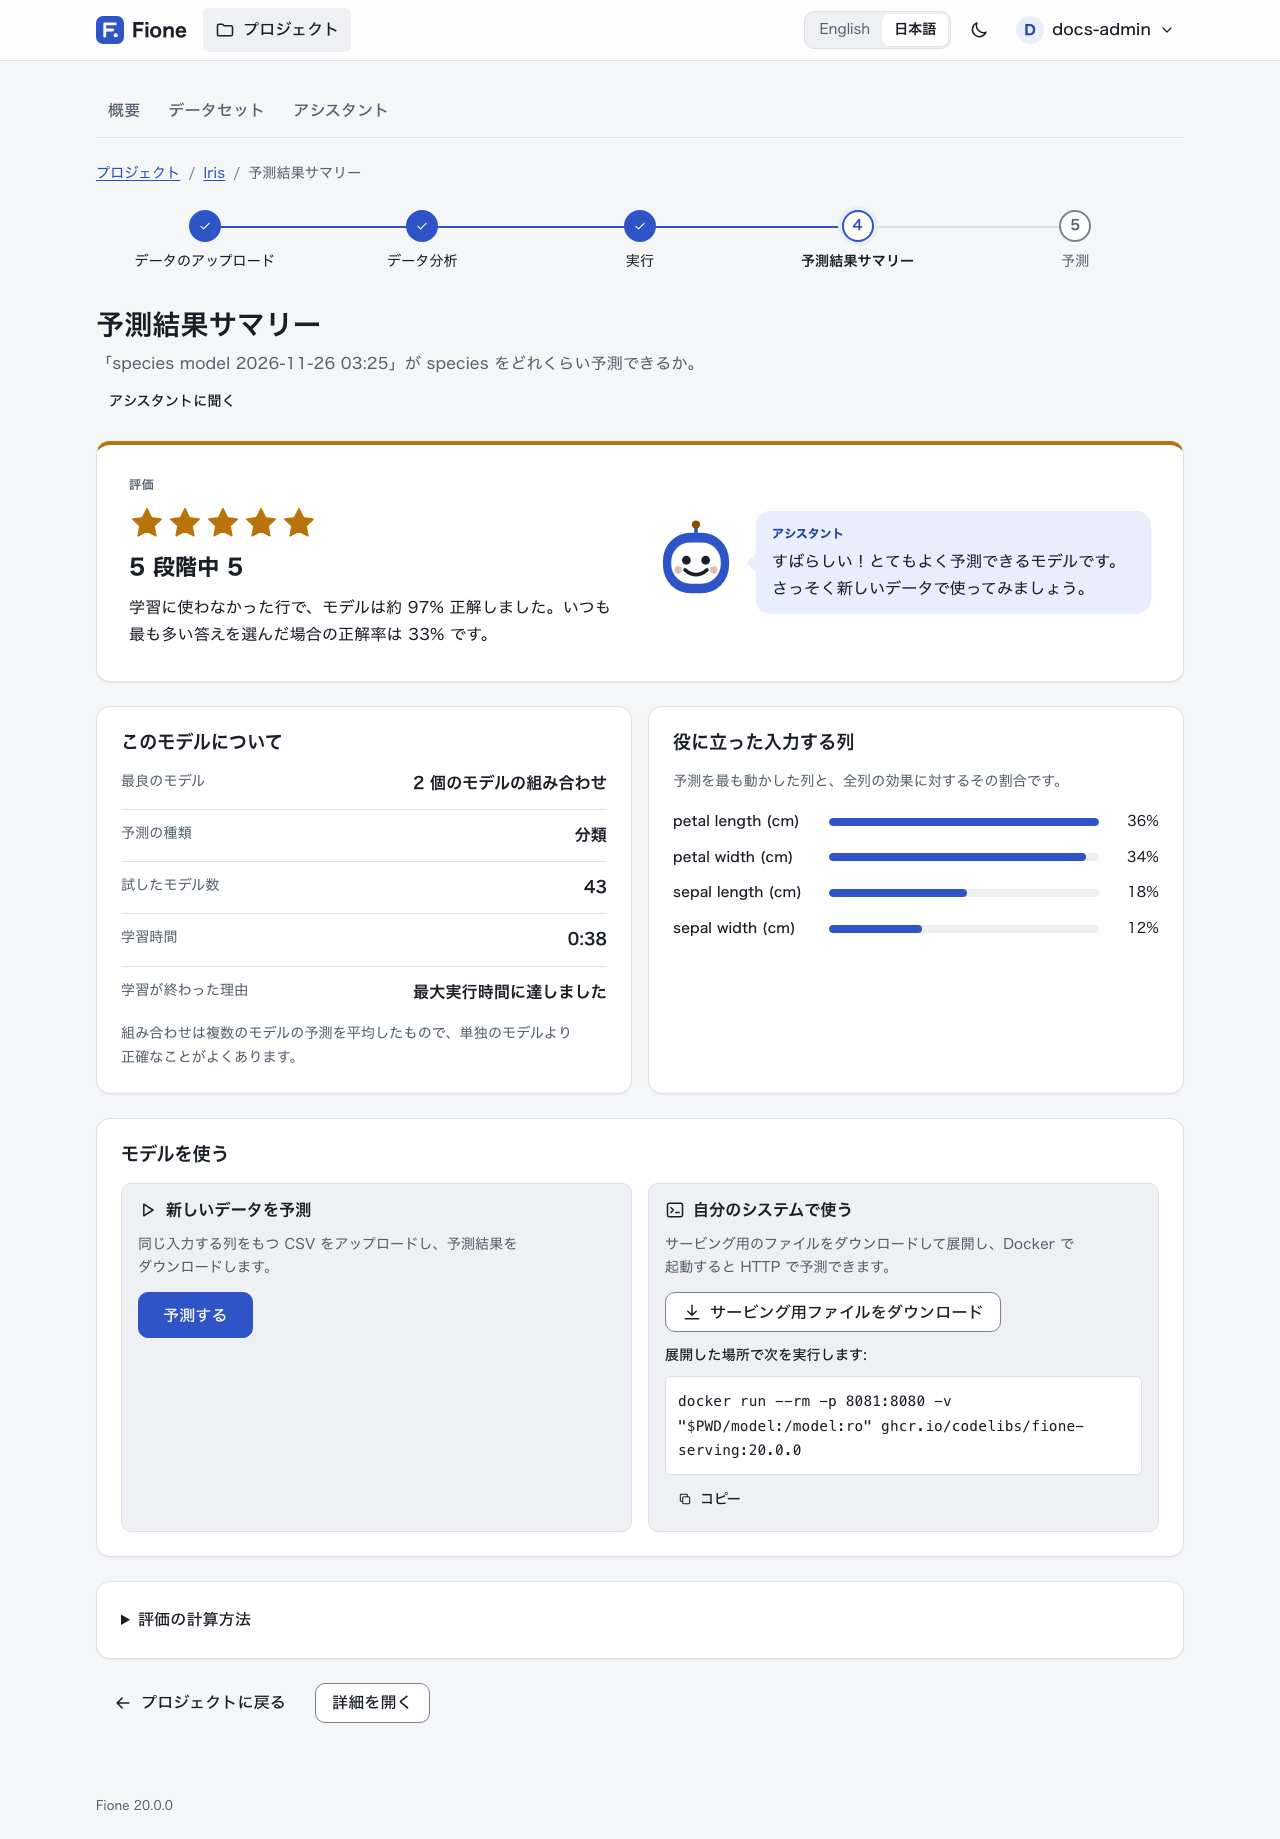 Fione
プロジェクト
English
日本語
D
docs-admin
概要
データセット
アシスタント
プロジェクト / Iris / 予測結果サマリー
データのアップロード
データ分析
実行
4
予測結果サマリー
5
予測
予測結果サマリー
「species model 2026-11-26 03:25」が species をどれくらい予測できるか。
アシスタントに聞く
評価
5 段階中 5
学習に使わなかった行で、モデルは約 97% 正解しました。いつも
最も多い答えを選んだ場合の正解率は 33% です。
アシスタント
すばらしい！とてもよく予測できるモデルです。
さっそく新しいデータで使ってみましょう。
このモデルについて
最良のモデル
2 個のモデルの組み合わせ
予測の種類
分類
試したモデル数
43
学習時間
0:38
学習が終わった理由
最大実行時間に達しました
組み合わせは複数のモデルの予測を平均したもので、単独のモデルより
正確なことがよくあります。
役に立った入力する列
予測を最も動かした列と、全列の効果に対するその割合です。
petal length (cm)
36%
petal width (cm)
34%
sepal length (cm)
18%
sepal width (cm)
12%
モデルを使う
新しいデータを予測
同じ入力する列をもつ CSV をアップロードし、予測結果を
ダウンロードします。
予測する
自分のシステムで使う
サービング用のファイルをダウンロードして展開し、Docker で
起動すると HTTP で予測できます。
サービング用ファイルをダウンロード
展開した場所で次を実行します:
docker run --rm -p 8081:8080 -v
"$PWD/model:/model:ro" ghcr.io/codelibs/fione-
serving:20.0.0
コピー
評価の計算方法
プロジェクトに戻る
詳細を開く
Fione 20.0.0